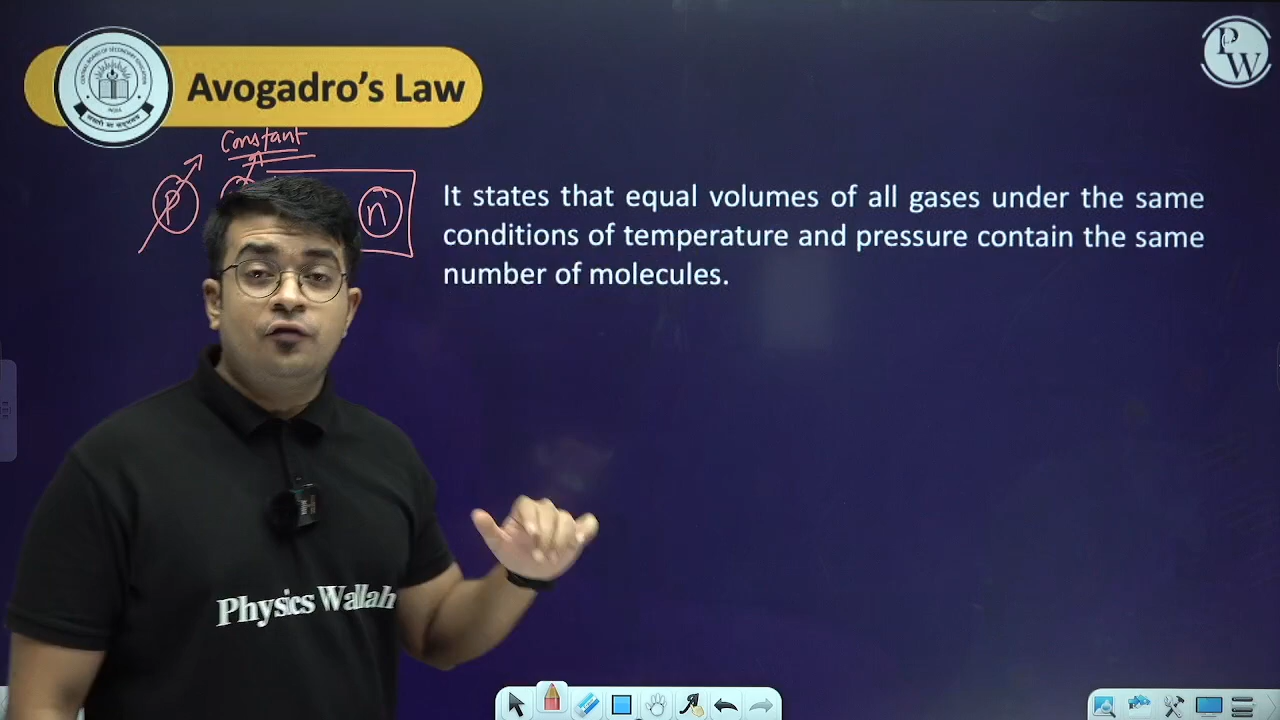 Avogadro's Law
PW
Constant
P
n
It states that equal volumes of all gases under the same
conditions of temperature and pressure contain the same
number of molecules.
Physics Wallah